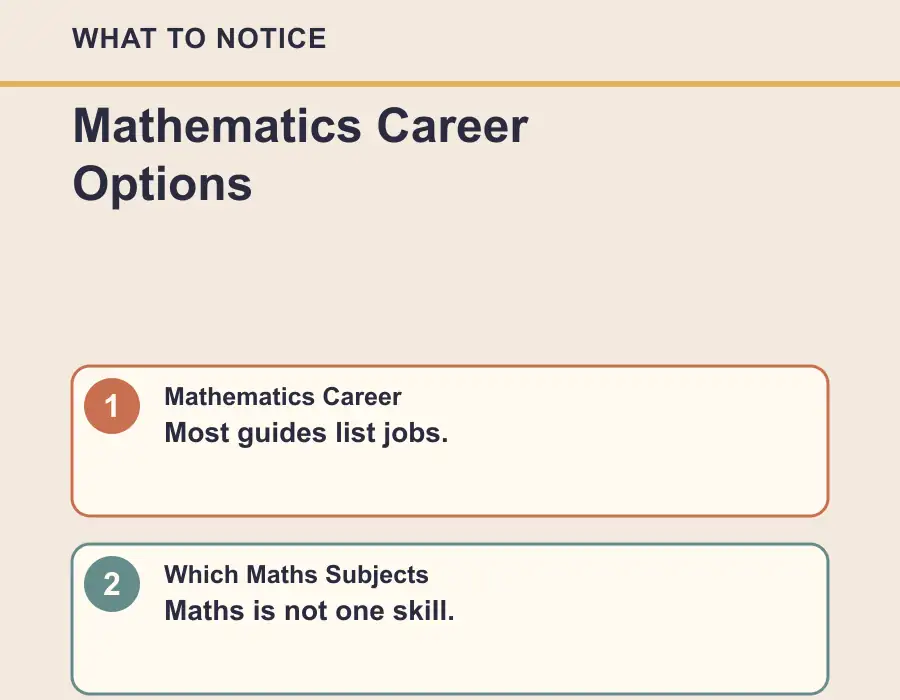 WHAT TO NOTICE
Mathematics Career
Options
1
Mathematics Career
Most guides list jobs.
2
Which Maths Subjects
Maths is not one skill.